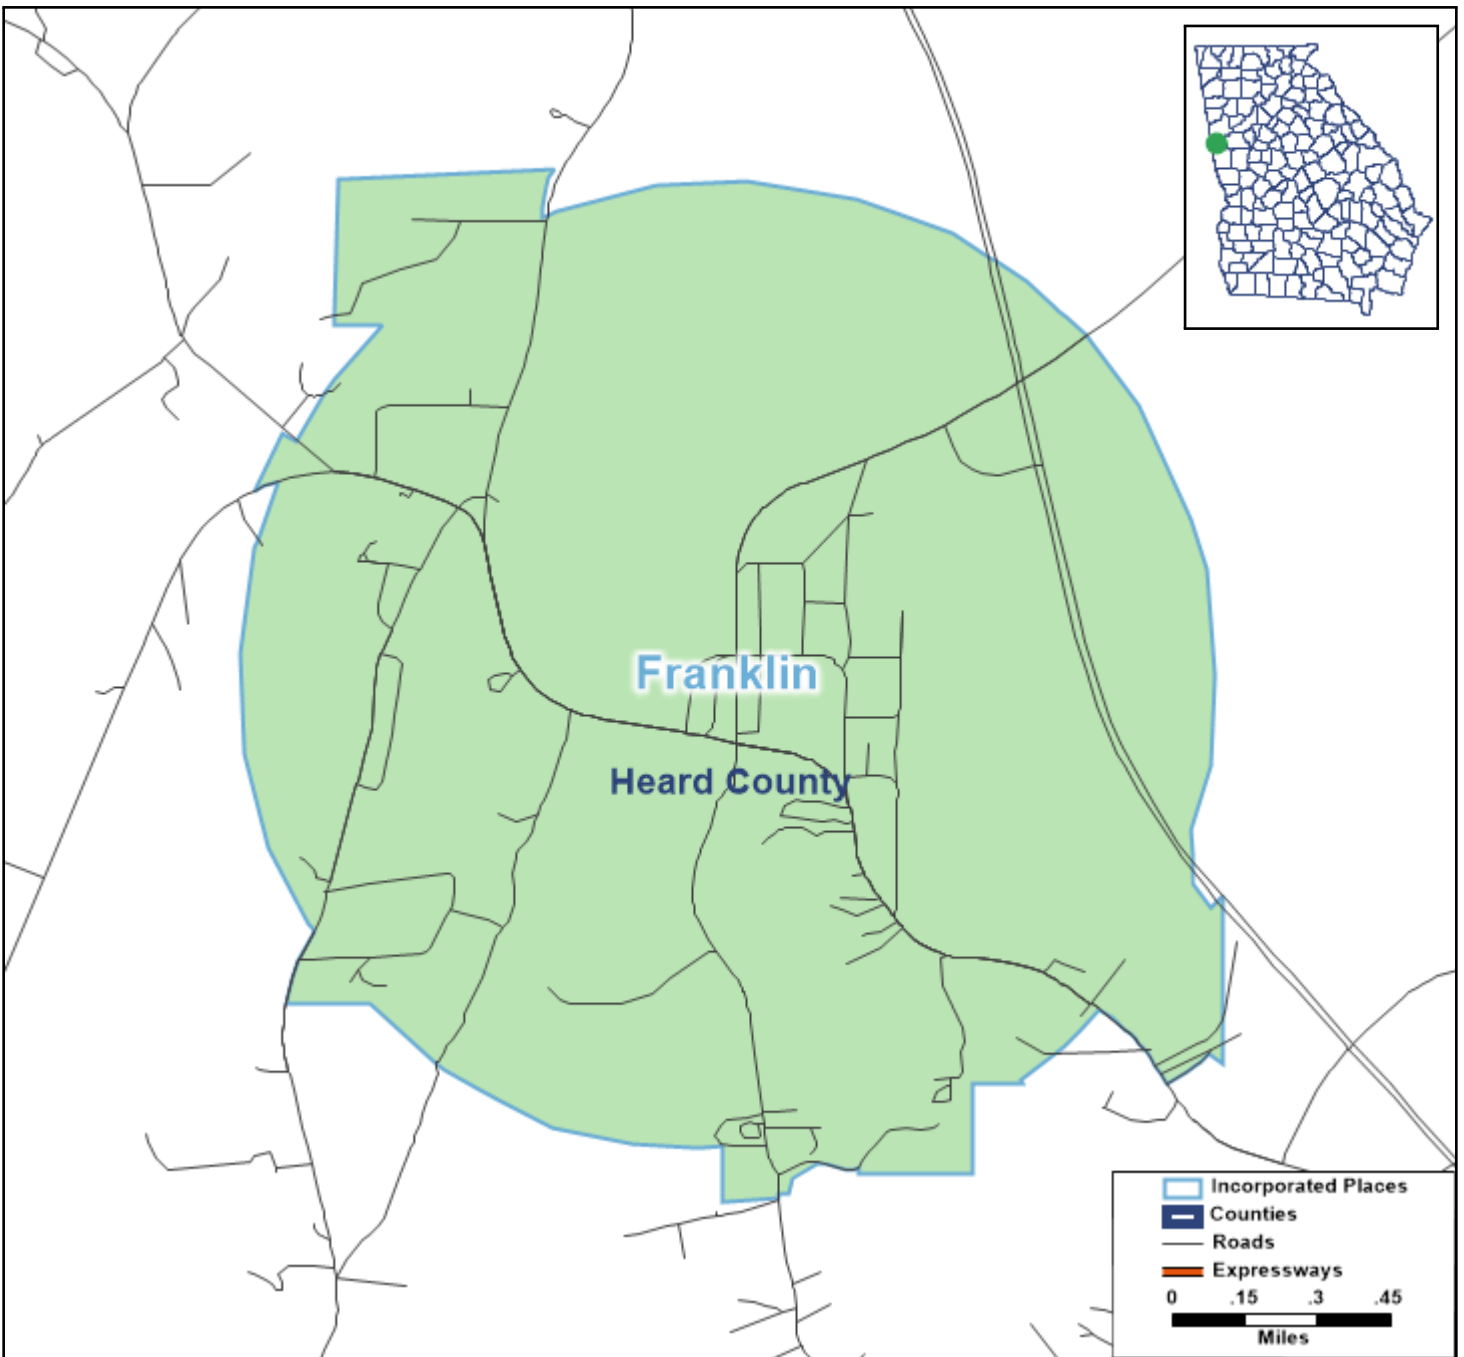 Franklin
Heard County
Incorporated Places
Counties
Roads
Expressways
0 .15 .3 .45
Miles